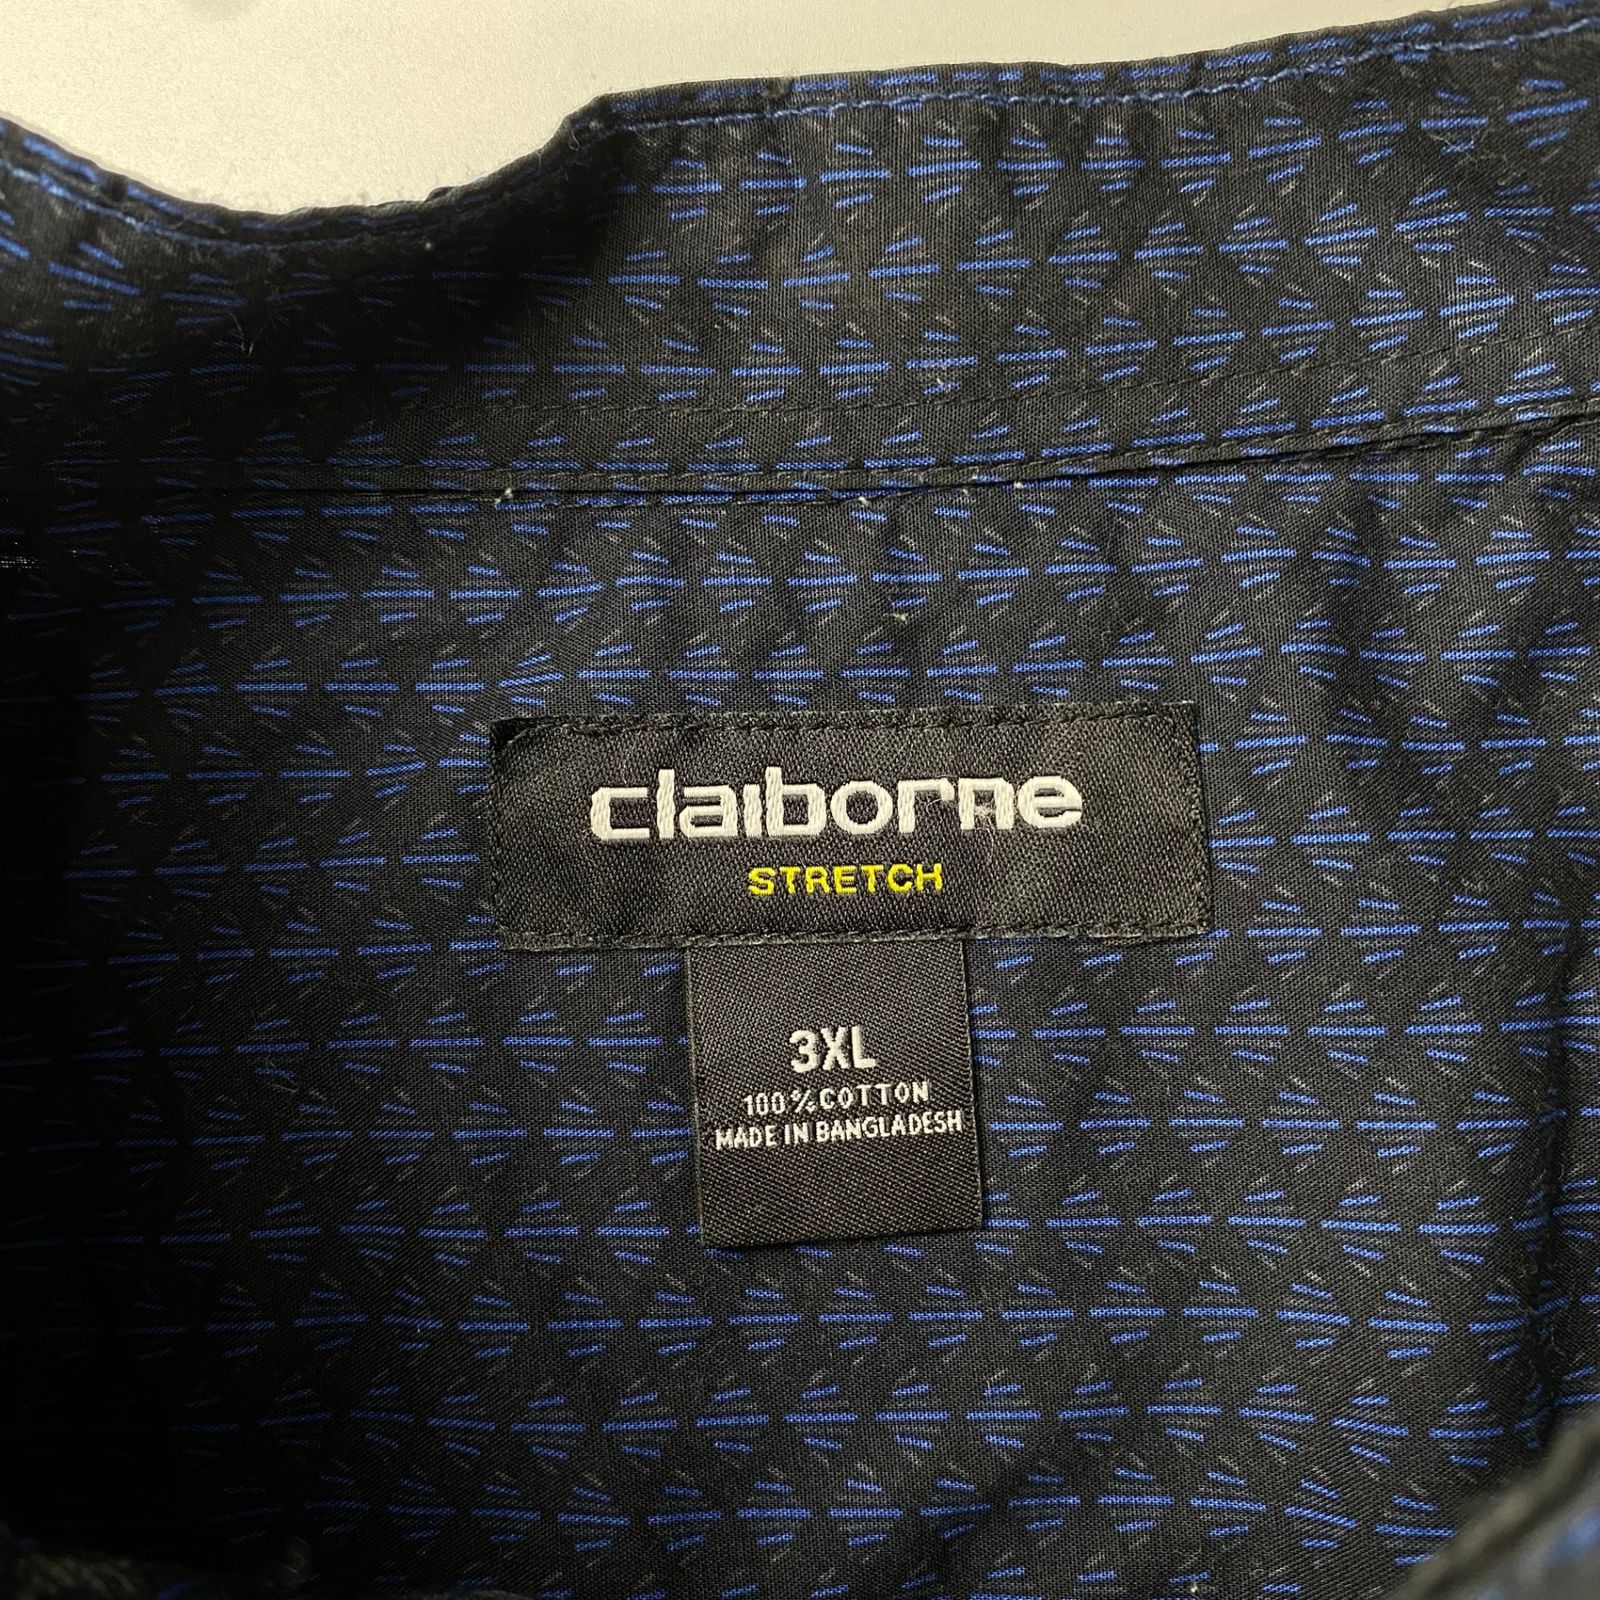 claiborne
STRETCH
3XL
100% COTTON
MADE IN BANGLADESH